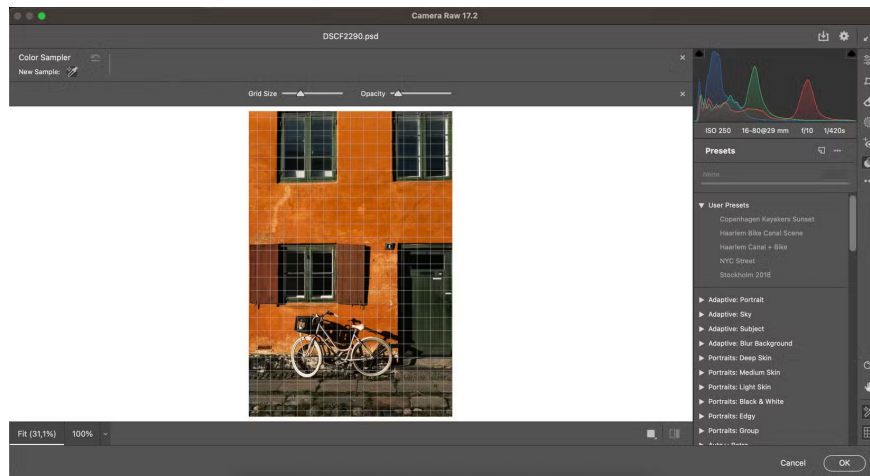 Camera Raw 17.2
DSCF2290.psd
Color Sampler
New Sample:
Grid Size
Opacity
ISO 250 16-80@29 mm f/10 1/420s
Presets
None
User Presets
Copenhagen Kayakers Sunset
Haarlem Bike Canal Scene
Haarlem Canal + Bike
NYC Street
Stockholm 2018
Adaptive: Portrait
Adaptive: Sky
Adaptive: Subject
Adaptive: Blur Background
Portraits: Deep Skin
Portraits: Medium Skin
Portraits: Light Skin
Portraits: Black & White
Portraits: Edgy
Portraits: Group
Fit (31,1%) 100%
Cancel OK